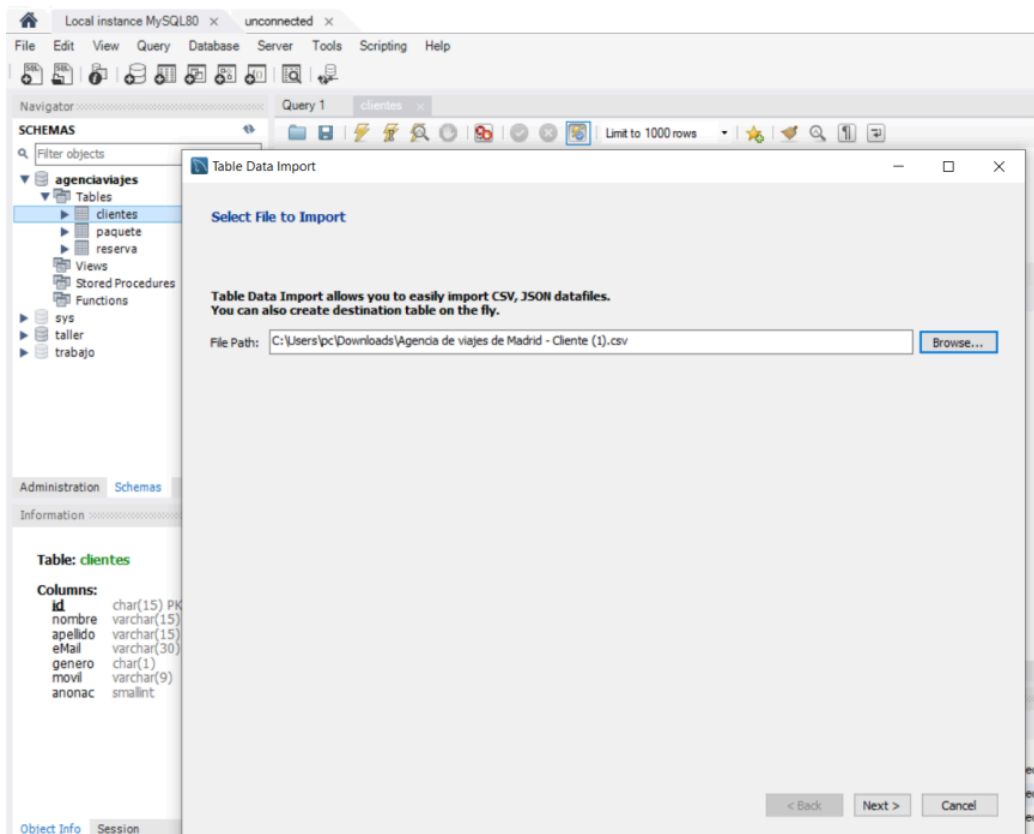 Local instance MySQL80 × unconnected ×
File Edit View Query Database Server Tools Scripting Help
Navigator Query 1 clientes ×
SCHEMAS
Limit to 1000 rows
Filter objects
Table Data Import
agenciaviajes
Tables
clientes
Select File to Import
paquete
reserva
Views
Stored Procedures
Table Data Import allows you to easily import CSV, JSON datafiles.
Functions
You can also create destination table on the fly.
sys
taller
File Path: C:\Users\pc\Downloads\Agencia de viajes de Madrid - Cliente (1).csv Browse...
trabajo
Administration Schemas
Information
Table: clientes
Columns:
id char(15) PK
nombre varchar(15)
apellido varchar(15)
eMail varchar(30)
genero char(1)
movil varchar(9)
anonac smallint
< Back Next > Cancel
Object Info Session